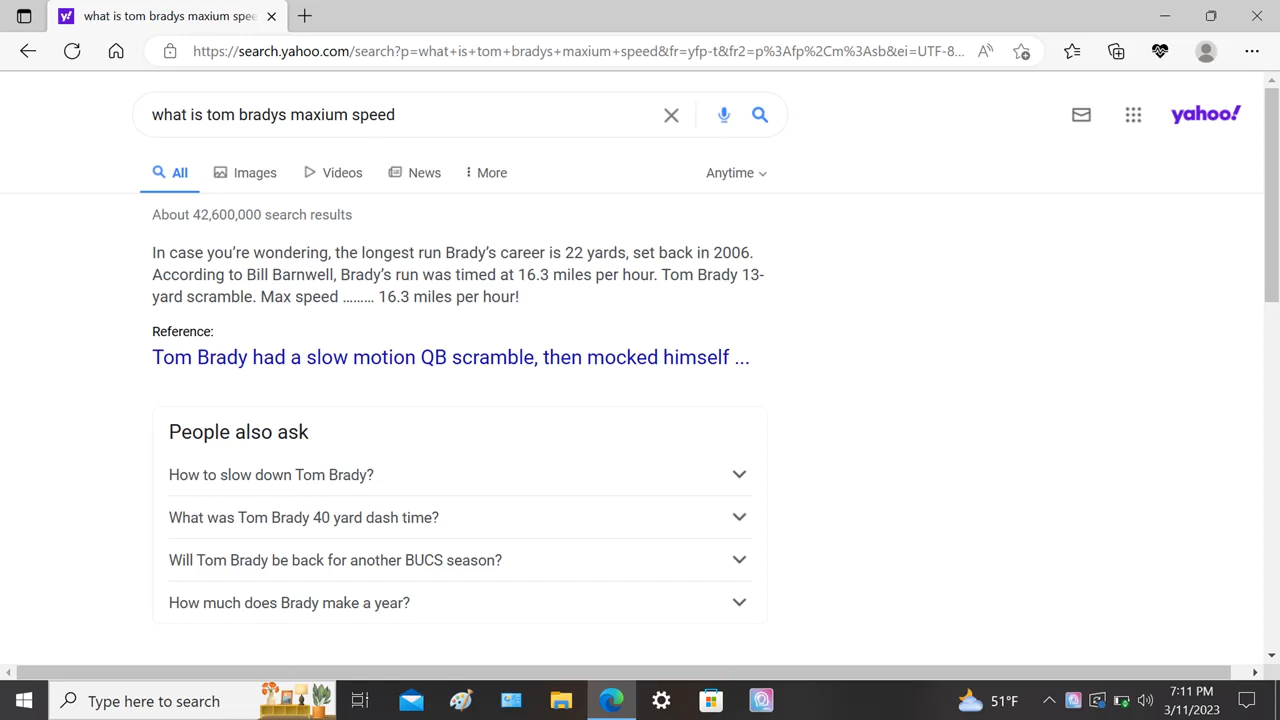 what is tom bradys maxium spee
https://search.yahoo.com/search?p=what+is+tom+bradys+maxium+speed&fr=yfp-t&fr2=p%3Afp%2Cm%3Asb&ei=UTF-8...
what is tom bradys maxium speed
yahoo!
All Images Videos News More Anytime
About 42,600,000 search results
In case you’re wondering, the longest run Brady’s career is 22 yards, set back in 2006.
According to Bill Barnwell, Brady’s run was timed at 16.3 miles per hour. Tom Brady 13-
yard scramble. Max speed ……… 16.3 miles per hour!
Reference:
Tom Brady had a slow motion QB scramble, then mocked himself ...
People also ask
How to slow down Tom Brady?
What was Tom Brady 40 yard dash time?
Will Tom Brady be back for another BUCS season?
How much does Brady make a year?
Type here to search
51°F
7:11 PM
3/11/2023